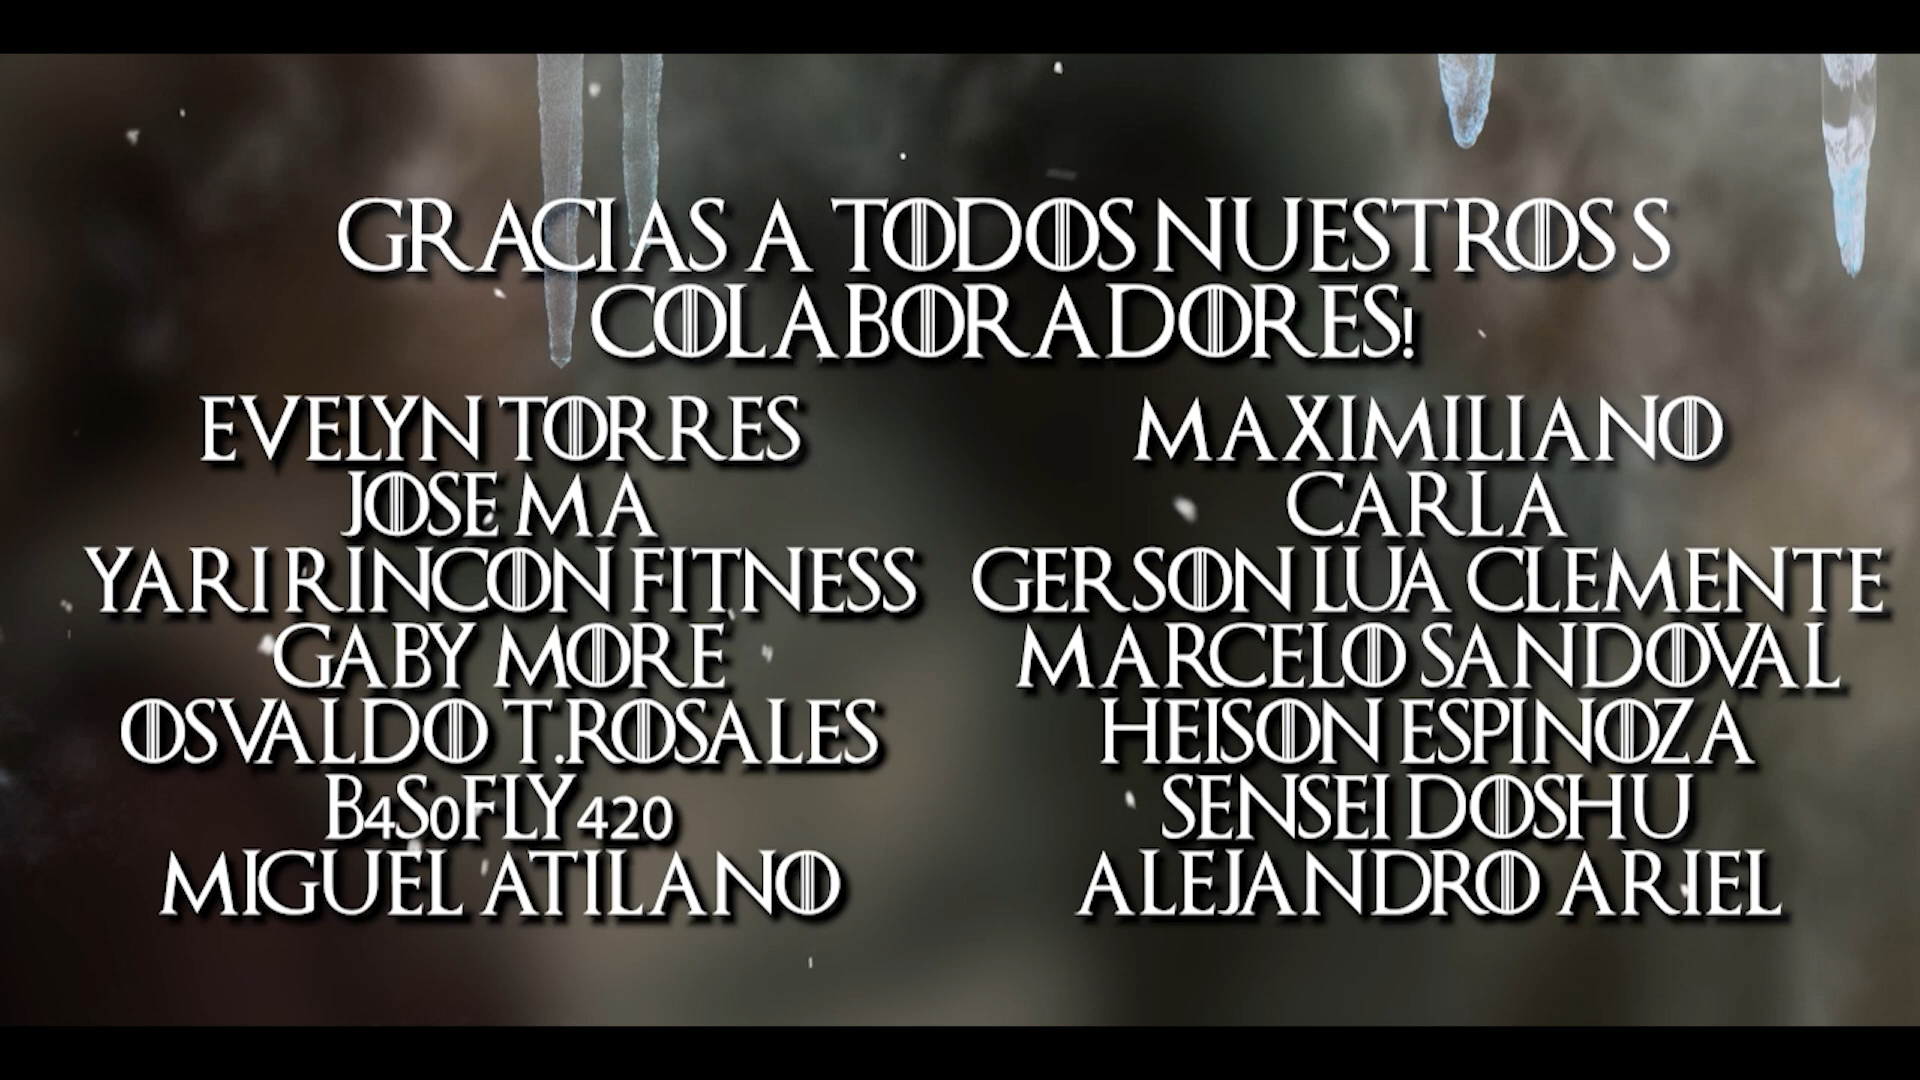 GRACIAS A TODOS NUESTROS S
COLABORADORES!
EVELYN TORRES
JOSE MA
YARI RINCON FITNESS
GABY MORE
OSVALDO T.ROSALES
B4S0FLY420
MIGUEL ATILANO
MAXIMILIANO
CARLA
GERSON LUA CLEMENTE
MARCELO SANDOVAL
HEISON ESPINOZA
SENSEI DOSHU
ALEJANDRO ARIEL